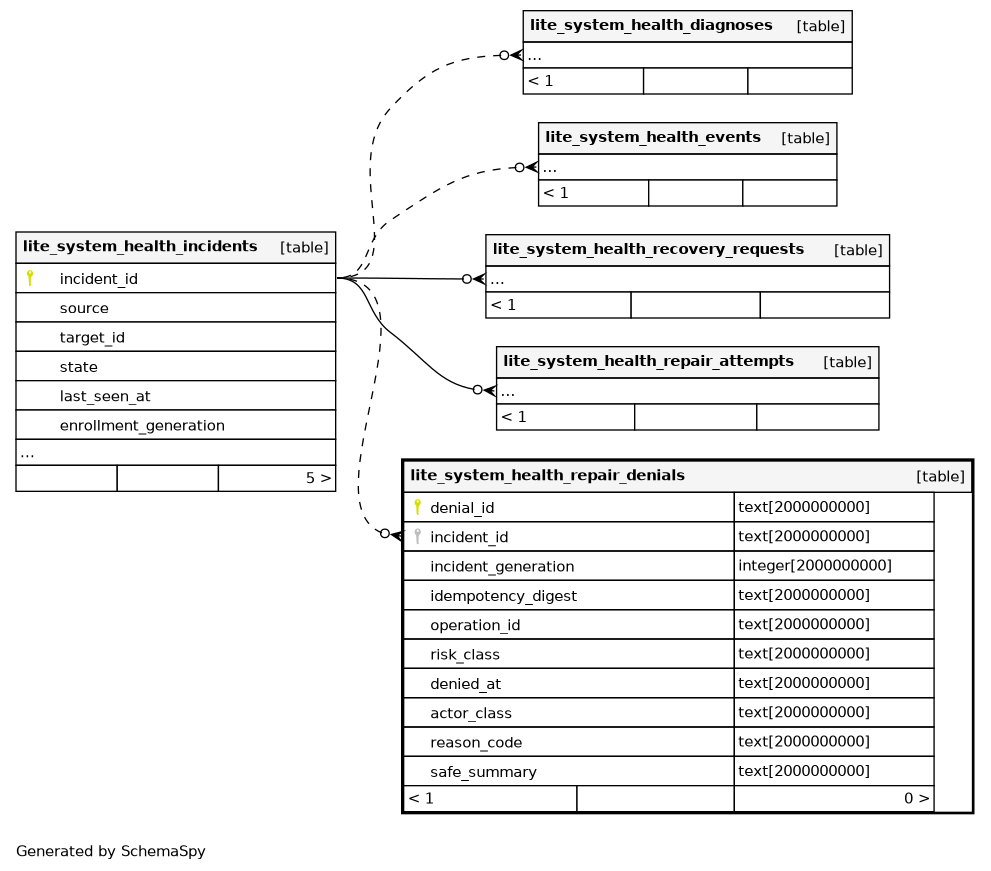 lite_system_health_diagnoses [table]
...
< 1
lite_system_health_events [table]
...
< 1
lite_system_health_incidents [table]
incident_id
source
target_id
state
last_seen_at
enrollment_generation
...
5 >
lite_system_health_recovery_requests [table]
...
< 1
lite_system_health_repair_attempts [table]
...
< 1
lite_system_health_repair_denials [table]
denial_id text[2000000000]
incident_id text[2000000000]
incident_generation integer[2000000000]
idempotency_digest text[2000000000]
operation_id text[2000000000]
risk_class text[2000000000]
denied_at text[2000000000]
actor_class text[2000000000]
reason_code text[2000000000]
safe_summary text[2000000000]
< 1 0 >
Generated by SchemaSpy